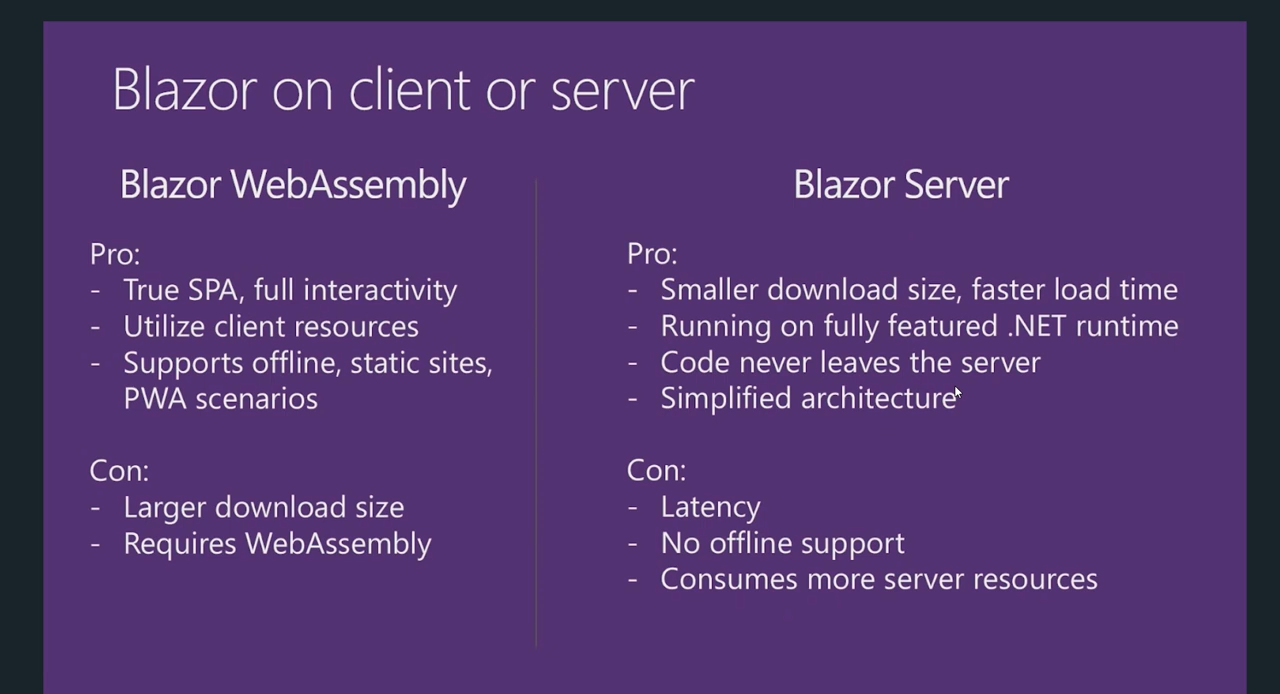 Blazor on client or server
Blazor WebAssembly
Pro:
- True SPA, full interactivity
- Utilize client resources
- Supports offline, static sites,
PWA scenarios
Con:
- Larger download size
- Requires WebAssembly
Blazor Server
Pro:
- Smaller download size, faster load time
- Running on fully featured .NET runtime
- Code never leaves the server
- Simplified architecture
Con:
- Latency
- No offline support
- Consumes more server resources